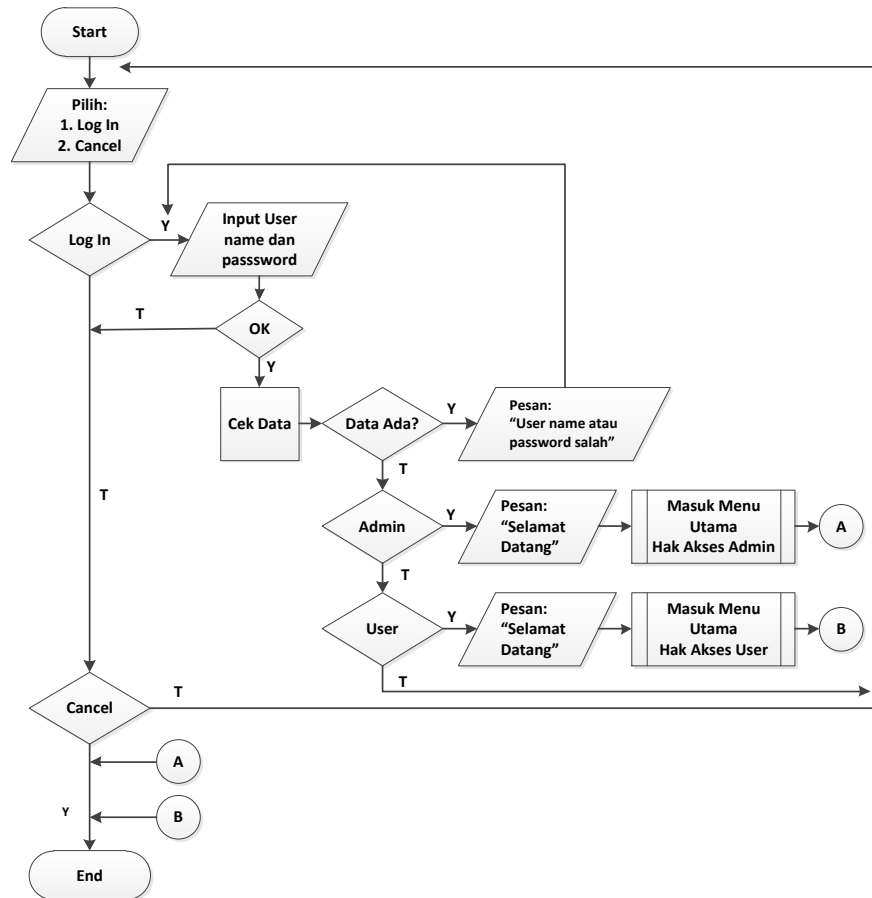 Start
Pilih:
1. Log In
2. Cancel
Log In
Y
Input User
name dan
passsword
T
OK
Y
Cek Data
Data Ada?
Y
Pesan:
“User name atau
password salah”
T
T
Admin
Y
Pesan:
“Selamat
Datang”
Masuk Menu
Utama
Hak Akses Admin
A
T
User
Y
Pesan:
“Selamat
Datang”
Masuk Menu
Utama
Hak Akses User
B
T
Cancel
T
A
Y
B
End